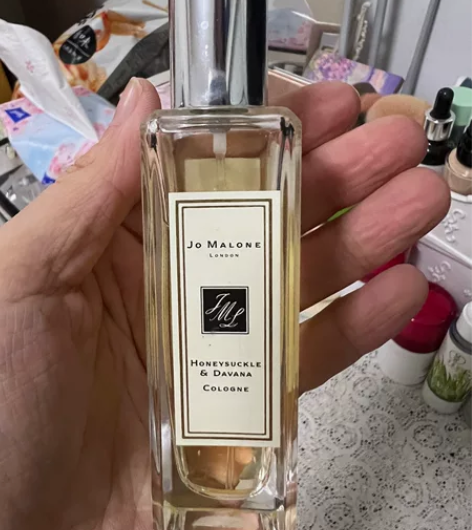 JO MALONE
LONDON
JML
HONEYSUCKLE
& DAVANA
COLOGNE